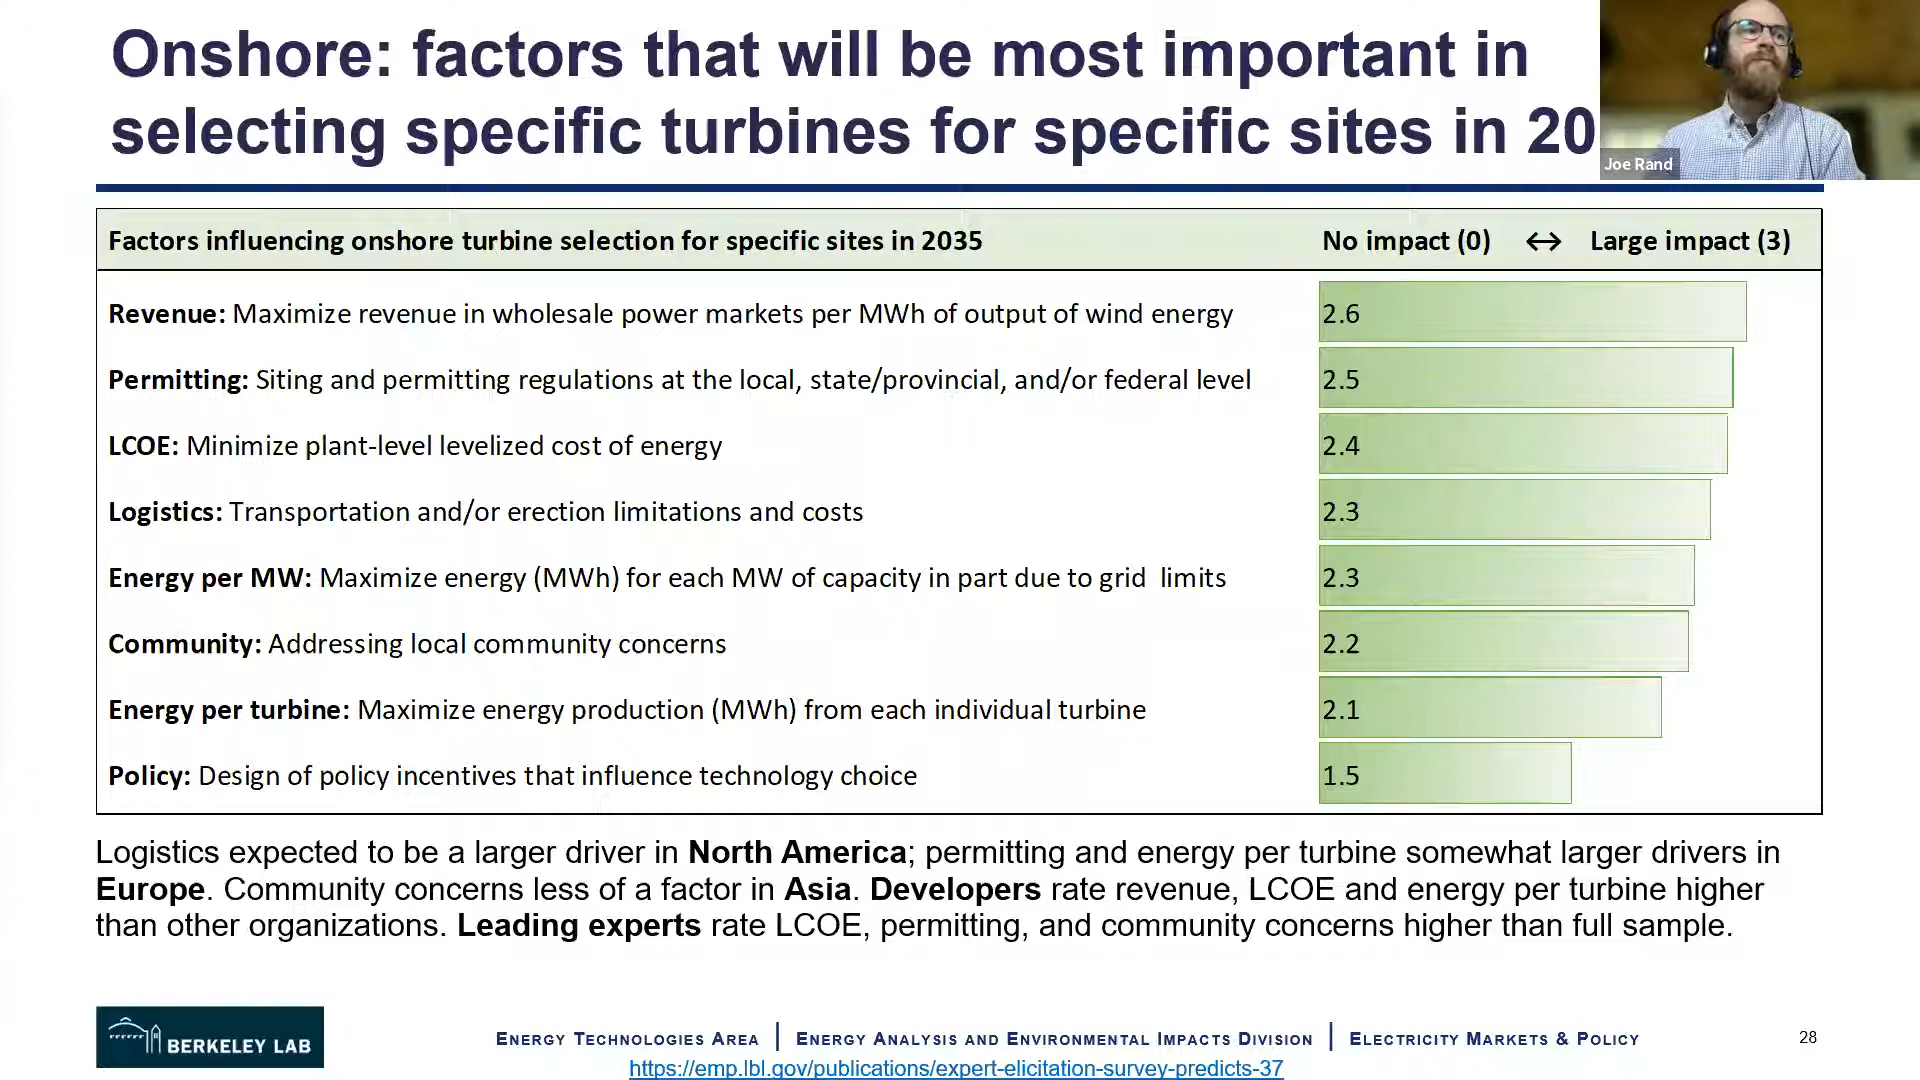 Onshore: factors that will be most important in
selecting specific turbines for specific sites in 20
Joe Rand
Factors influencing onshore turbine selection for specific sites in 2035 No impact (0) ↔ Large impact (3)
Revenue: Maximize revenue in wholesale power markets per MWh of output of wind energy 2.6
Permitting: Siting and permitting regulations at the local, state/provincial, and/or federal level 2.5
LCOE: Minimize plant-level levelized cost of energy 2.4
Logistics: Transportation and/or erection limitations and costs 2.3
Energy per MW: Maximize energy (MWh) for each MW of capacity in part due to grid limits 2.3
Community: Addressing local community concerns 2.2
Energy per turbine: Maximize energy production (MWh) from each individual turbine 2.1
Policy: Design of policy incentives that influence technology choice 1.5
Logistics expected to be a larger driver in North America; permitting and energy per turbine somewhat larger drivers in
Europe. Community concerns less of a factor in Asia. Developers rate revenue, LCOE and energy per turbine higher
than other organizations. Leading experts rate LCOE, permitting, and community concerns higher than full sample.
BERKELEY LAB
ENERGY TECHNOLOGIES AREA | ENERGY ANALYSIS AND ENVIRONMENTAL IMPACTS DIVISION | ELECTRICITY MARKETS & POLICY
28
https://emp.lbl.gov/publications/expert-elicitation-survey-predicts-37